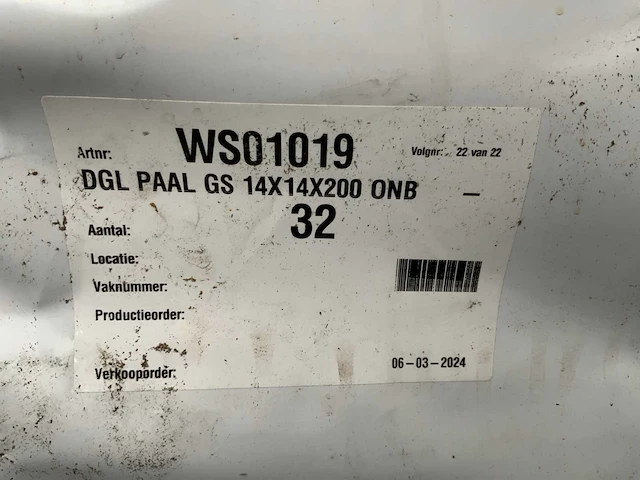 Artnr: WS01019 Volgnr: 22 van 22
DGL PAAL GS 14X14X200 ONB –
Aantal: 32
Locatie:
Vaknummer:
Productieorder:
Verkooporder: 06-03-2024